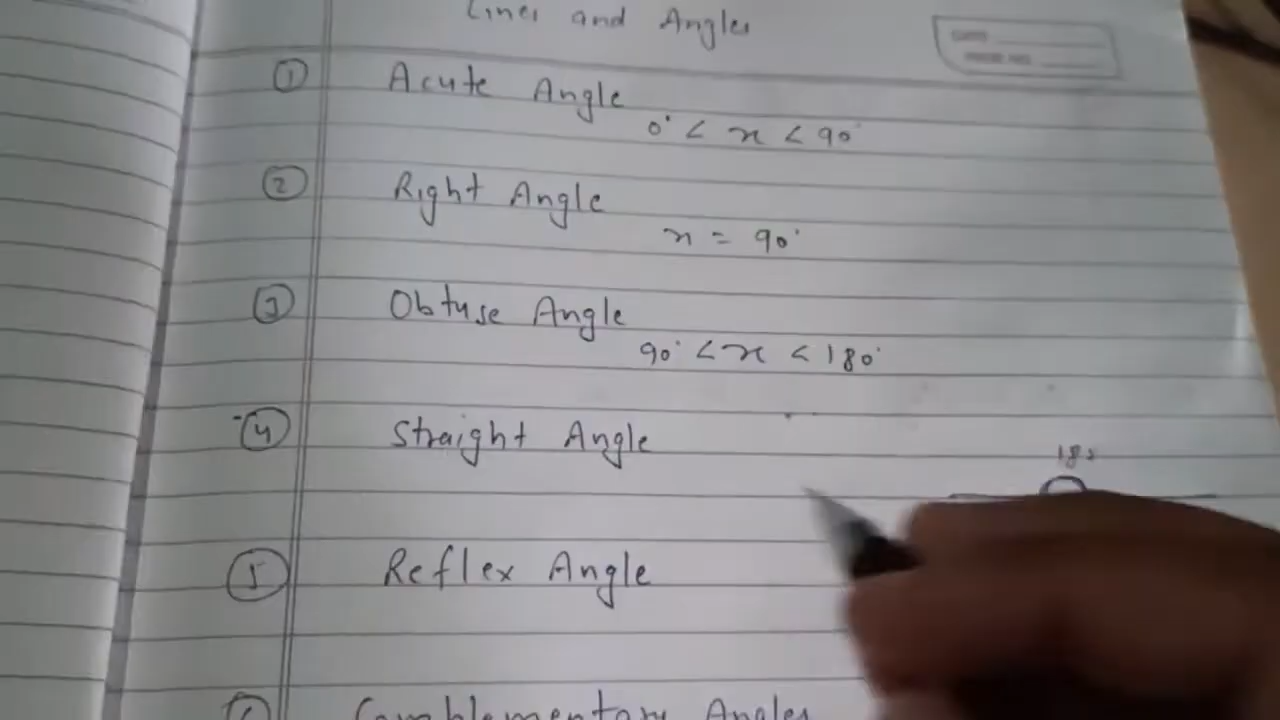 Lines and Angles
① Acute Angle
0° < x < 90°
② Right Angle
x = 90°
③ Obtuse Angle
90° < x < 180°
④ Straight Angle
180
⑤ Reflex Angle
⑥ Complementary Angles